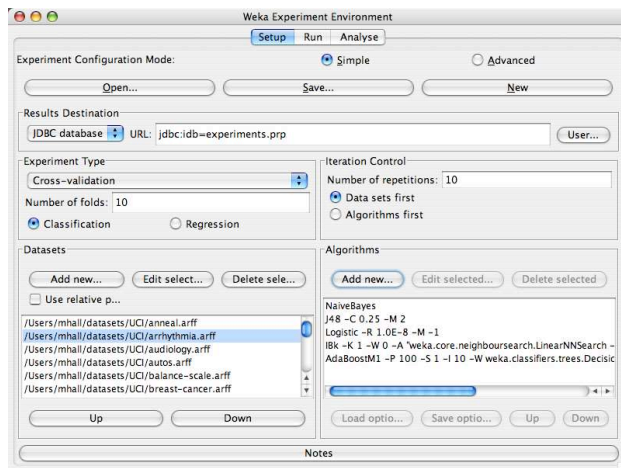 Weka Experiment Environment
Setup Run Analyse
Experiment Configuration Mode: Simple Advanced
Open... Save... New
Results Destination
JDBC database URL: jdbc:idb=experiments.prp User...
Experiment Type
Cross-validation
Number of folds: 10
Classification Regression
Iteration Control
Number of repetitions: 10
Data sets first
Algorithms first
Datasets
Add new... Edit select... Delete sele...
Use relative p...
/Users/mhall/datasets/UCI/anneal.arff
/Users/mhall/datasets/UCI/arrhythmia.arff
/Users/mhall/datasets/UCI/audiology.arff
/Users/mhall/datasets/UCI/autos.arff
/Users/mhall/datasets/UCI/balance-scale.arff
/Users/mhall/datasets/UCI/breast-cancer.arff
Up Down
Algorithms
Add new... Edit selected... Delete selected
NaiveBayes
J48 -C 0.25 -M 2
Logistic -R 1.0E-8 -M -1
IBk -K 1 -W 0 -A "weka.core.neighboursearch.LinearNNSearch -
AdaBoostM1 -P 100 -S 1 -I 10 -W weka.classifiers.trees.Decisic
Load optio... Save optio... Up Down
Notes